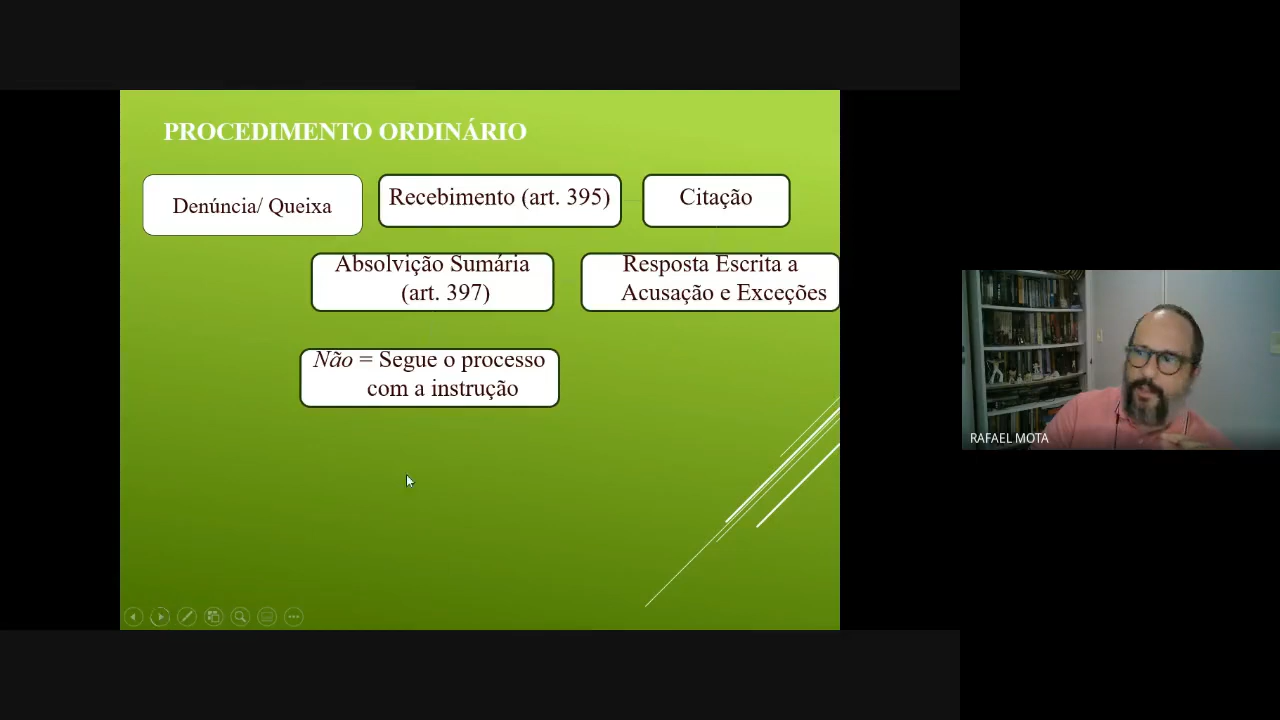 PROCEDIMENTO ORDINÁRIO
Denúncia/ Queixa
Recebimento (art. 395)
Citação
Absolvição Sumária
(art. 397)
Resposta Escrita a
Acusação e Exceções
Não = Segue o processo
com a instrução
RAFAEL MOTA